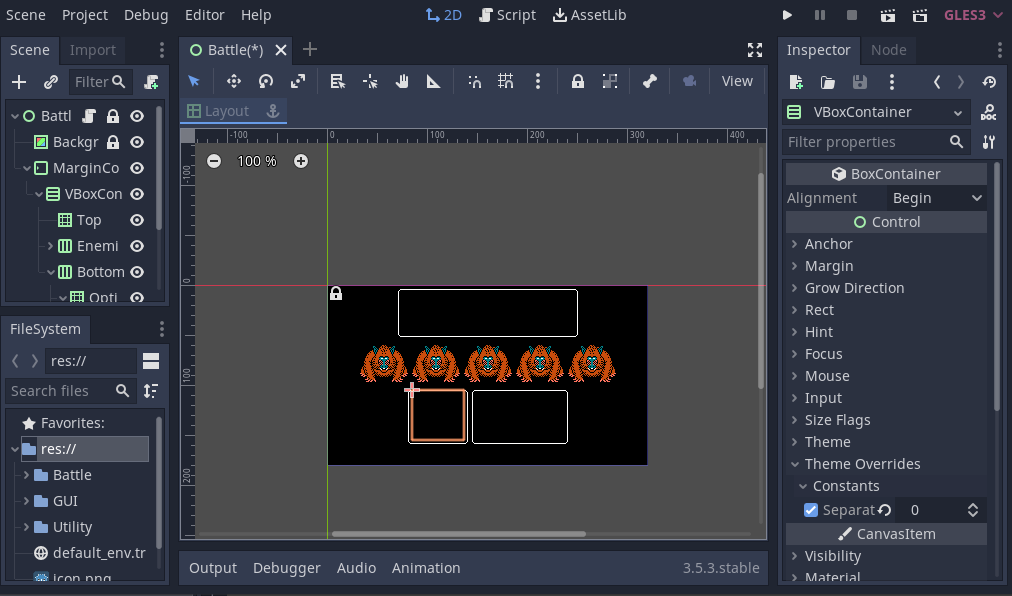 Scene Project Debug Editor Help 2D Script AssetLib GLES3
Scene Import
Filter
Battl
Backgr
MarginCo
VBoxCon
Top
Enemi
Bottom
Opti
FileSystem
res://
Search files
Favorites:
res://
Battle
GUI
Utility
default_env.tr
icon.png
Battle(*)
View
Layout
-100 0 100 200 300 400
-100
0
100
200
100 %
Output Debugger Audio Animation 3.5.3.stable
Inspector Node
VBoxContainer
DOC
Filter properties
BoxContainer
Alignment Begin
Control
Anchor
Margin
Grow Direction
Rect
Hint
Focus
Mouse
Input
Size Flags
Theme
Theme Overrides
Constants
Separat 0
CanvasItem
Visibility
Material